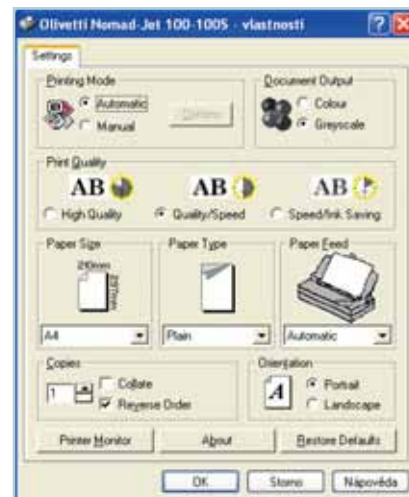 Olivetti Nomad-Jet 100-100S - vlastnosti
Settings
Printing Mode
Automatic
Manual
Document Output
Colour
Greyscale
Print Quality
AB AB AB
High Quality Quality/Speed Speed/Ink Saving
Paper Size Paper Type Paper Feed
210mm
297mm
A4 Plain Automatic
Copies
1
Collate
Reverse Order
Orientation
A
Portrait
Landscape
Printer Monitor About Restore Defaults
OK Storno Nápověda